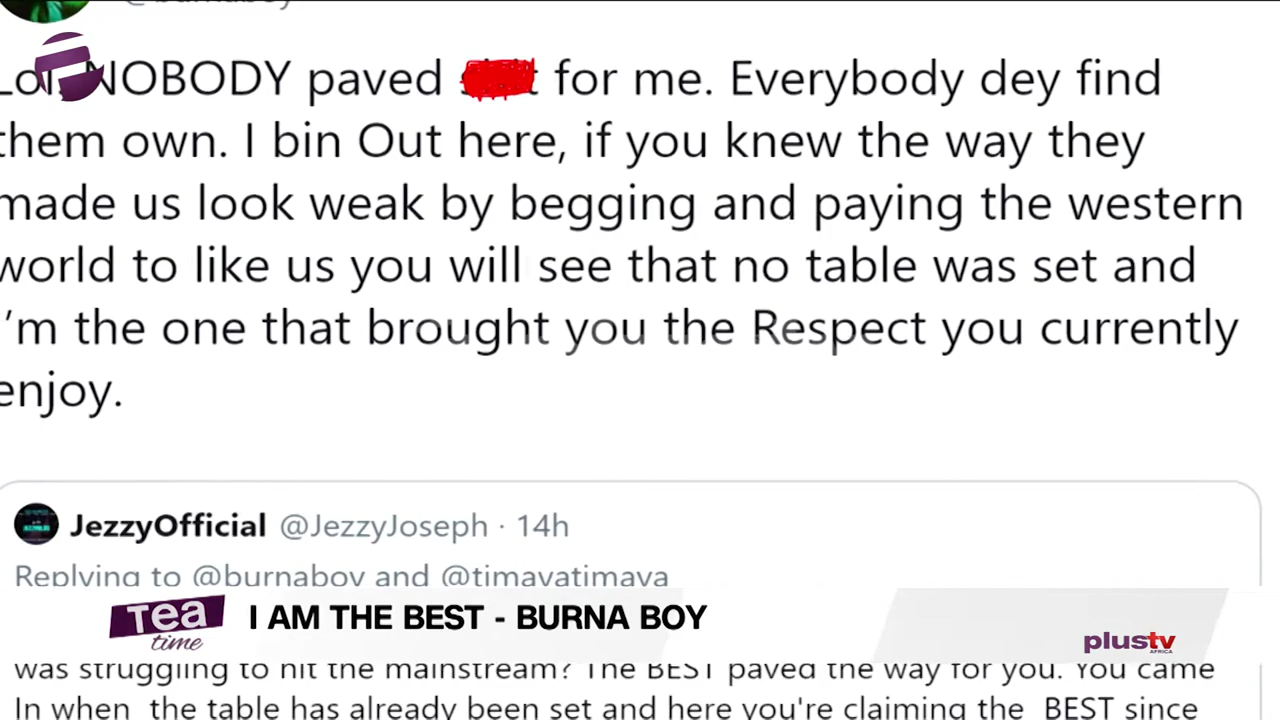 @burnaboy
Lol NOBODY paved for me. Everybody dey find
them own. I bin Out here, if you knew the way they
made us look weak by begging and paying the western
world to like us you will see that no table was set and
I'm the one that brought you the Respect you currently
enjoy.
JezzyOfficial @JezzyJoseph · 14h
Replying to @burnaboy and @timayatimaya
Tea
time
I AM THE BEST - BURNA BOY
plustv
AFRICA
was struggling to hit the mainstream? The BEST paved the way for you. You came
In when the table has already been set and here you're claiming the BEST since